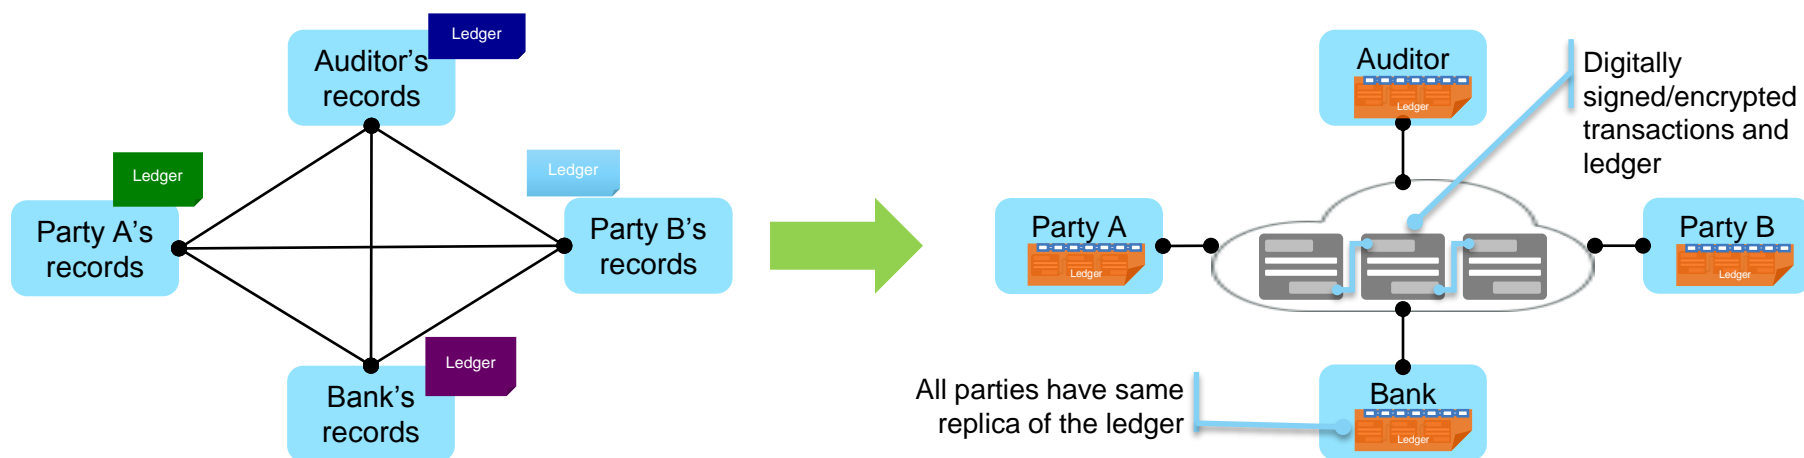 Ledger
Auditor's
records
Ledger
Ledger
Party A's
records
Party B's
records
Ledger
Bank's
records
Auditor
Ledger
Digitally
signed/encrypted
transactions and
ledger
Party A
Ledger
Party B
Ledger
All parties have same
replica of the ledger
Bank
Ledger